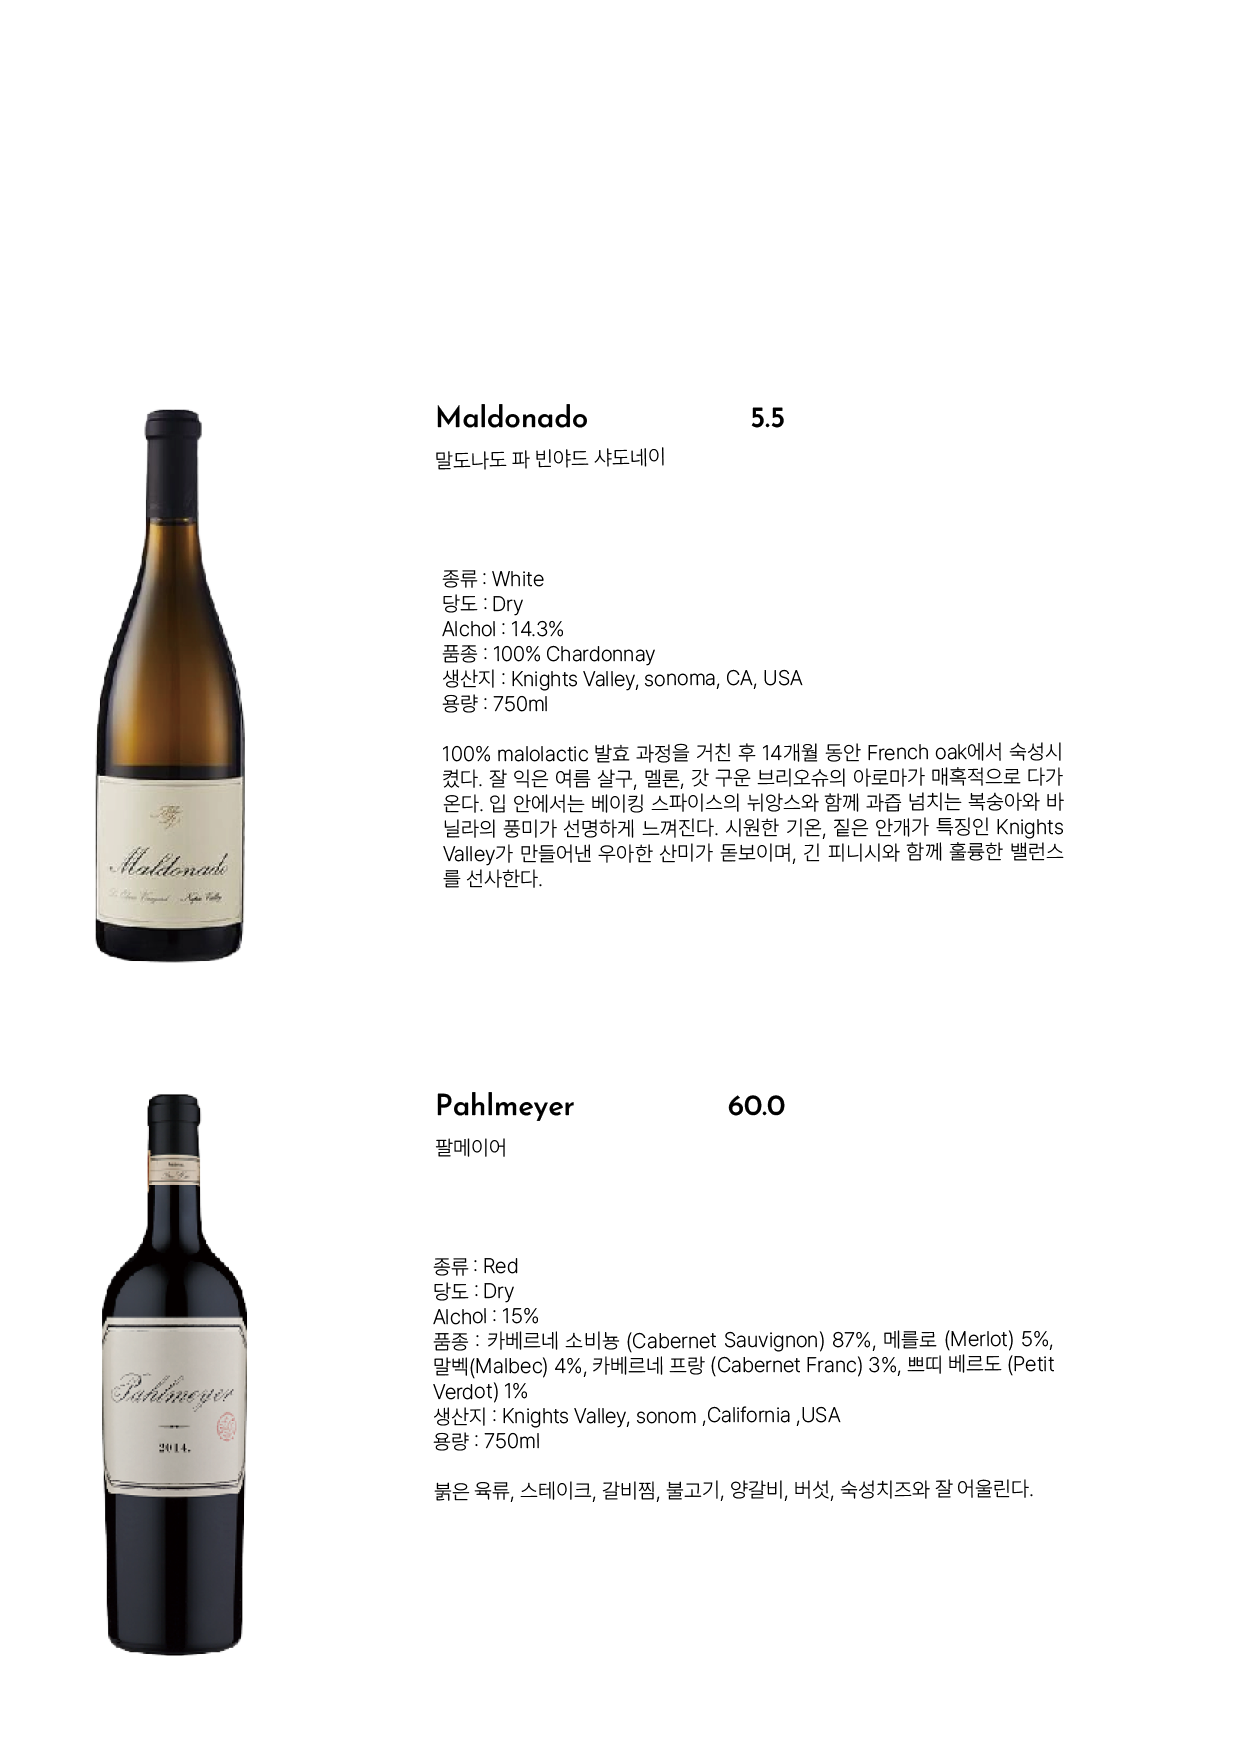 Maldonado 5.5
말도나도 파 빈야드 샤도네이
종류 : White
당도 : Dry
Alchol : 14.3%
품종 : 100% Chardonnay
생산지 : Knights Valley, sonoma, CA, USA
용량 : 750ml
100% malolactic 발효 과정을 거친 후 14개월 동안 French oak에서 숙성시
켰다. 잘 익은 여름 살구, 멜론, 갓 구운 브리오슈의 아로마가 매혹적으로 다가
온다. 입 안에서는 베이킹 스파이스의 뉘앙스와 함께 과즙 넘치는 복숭아와 바
닐라의 풍미가 선명하게 느껴진다. 시원한 기온, 짙은 안개가 특징인 Knights
Valley가 만들어낸 우아한 산미가 돋보이며, 긴 피니시와 함께 훌륭한 밸런스
를 선사한다.
Maldonado
Vineyard Napa Valley
Pahlmeyer 60.0
팔메이어
종류 : Red
당도 : Dry
Alchol : 15%
품종 : 카베르네 소비뇽 (Cabernet Sauvignon) 87%, 메를로 (Merlot) 5%,
말벡(Malbec) 4%, 카베르네 프랑 (Cabernet Franc) 3%, 쁘띠 베르도 (Petit
Verdot) 1%
생산지 : Knights Valley, sonom ,California ,USA
용량 : 750ml
붉은 육류, 스테이크, 갈비찜, 불고기, 양갈비, 버섯, 숙성치즈와 잘 어울린다.
Pahlmeyer
2014.